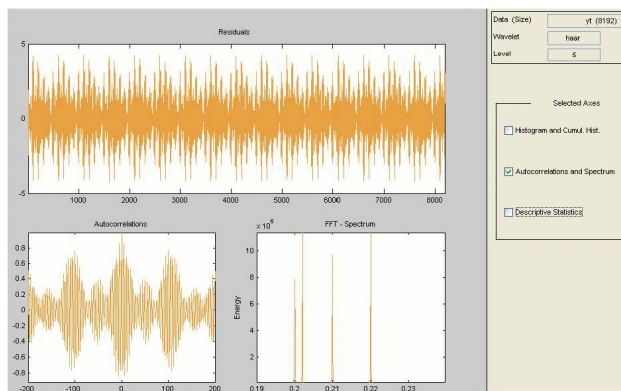 Residuals
5
0
-5
0 1000 2000 3000 4000 5000 6000 7000 8000
Autocorrelations
0.8
0.6
0.4
0.2
0
-0.2
-0.4
-0.6
-0.8
-200 -100 0 100 200
FFT - Spectrum
x 10^6
Energy
10
8
6
4
2
0.19 0.2 0.21 0.22 0.23
Data (Size) yt (8192)
Wavelet haar
Level 5
Selected Axes
Histogram and Cumul. Hist.
Autocorrelations and Spectrum
Descriptive Statistics